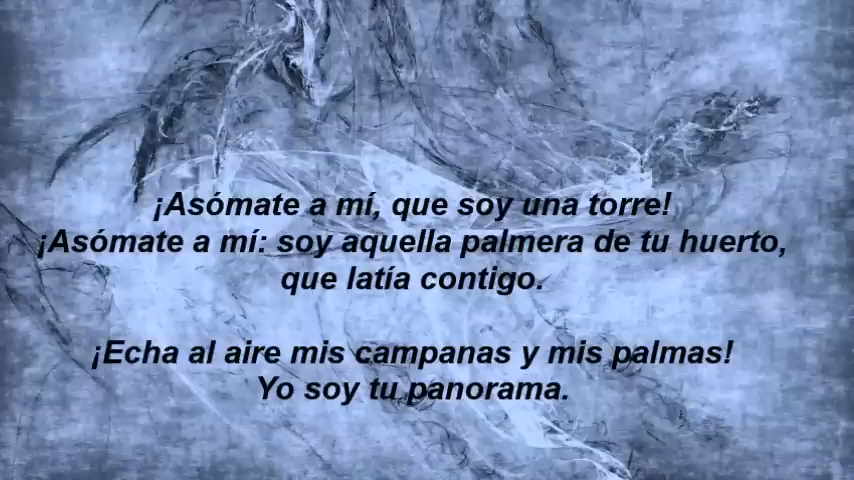 ¡Asómate a mí, que soy una torre!
¡Asómate a mí: soy aquella palmera de tu huerto,
que latía contigo.
¡Echa al aire mis campanas y mis palmas!
Yo soy tu panorama.